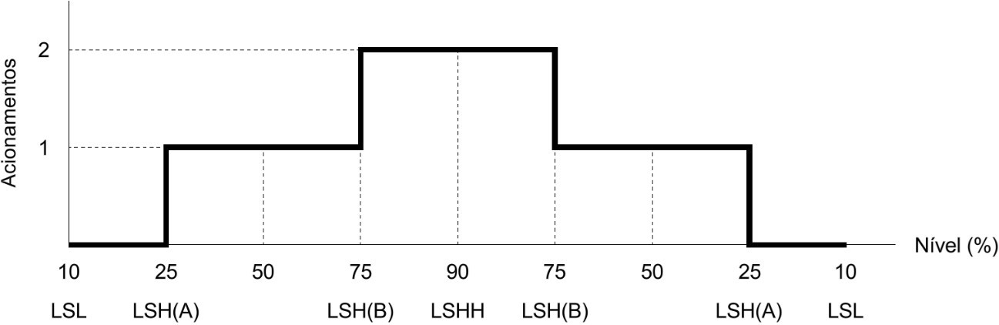 Acionamentos
2
1
10 25 50 75 90 75 50 25 10
Nível (%)
LSL LSH(A) LSH(B) LSHH LSH(B) LSH(A) LSL